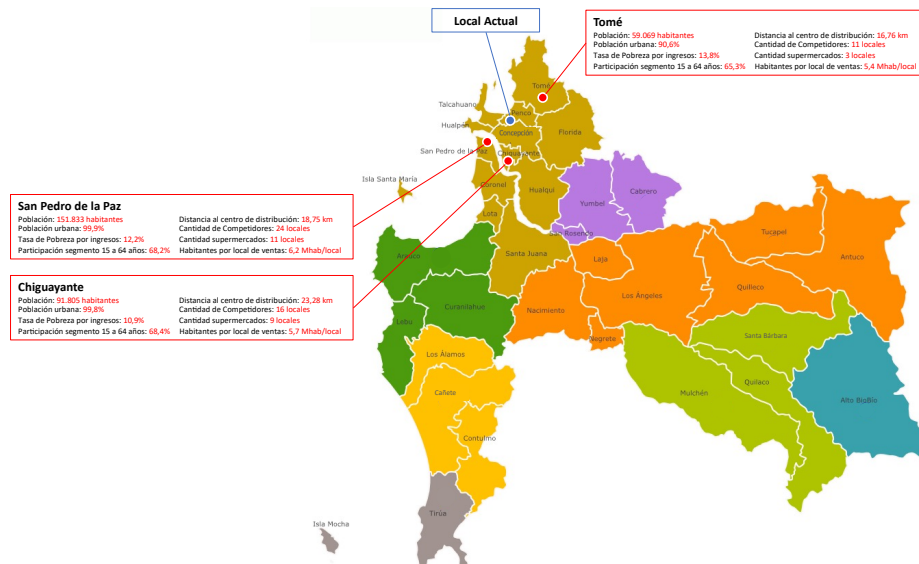 Local Actual
Tomé
Población: 59.069 habitantes
Distancia al centro de distribución: 16,76 km
Población urbana: 90,6%
Cantidad de Competidores: 11 locales
Tasa de Pobreza por ingresos: 13,8%
Cantidad supermercados: 3 locales
Participación segmento 15 a 64 años: 65,3%
Habitantes por local de ventas: 5,4 Mhab/local
Tomé
Talcahuano
Penco
Hualpén
Concepción
Florida
San Pedro de la Paz
Chiguayante
Isla Santa María
Coronel
Hualqui
Yumbel
Cabrero
San Pedro de la Paz
Población: 151.833 habitantes
Distancia al centro de distribución: 18,75 km
Población urbana: 99,9%
Cantidad de Competidores: 24 locales
Tasa de Pobreza por ingresos: 12,2%
Cantidad supermercados: 11 locales
Participación segmento 15 a 64 años: 68,2%
Habitantes por local de ventas: 6,2 Mhab/local
Lota
San Rosendo
Tucapel
Arauco
Santa Juana
Laja
Antuco
Chiguayante
Población: 91.805 habitantes
Distancia al centro de distribución: 23,28 km
Población urbana: 99,8%
Cantidad de Competidores: 16 locales
Tasa de Pobreza por ingresos: 10,9%
Cantidad supermercados: 9 locales
Participación segmento 15 a 64 años: 68,4%
Habitantes por local de ventas: 5,7 Mhab/local
Quilleco
Los Ángeles
Curanilahue
Lebu
Nacimiento
Negrete
Santa Bárbara
Los Álamos
Cañete
Quilaco
Mulchén
Alto BioBío
Contulmo
Tirúa
Isla Mocha